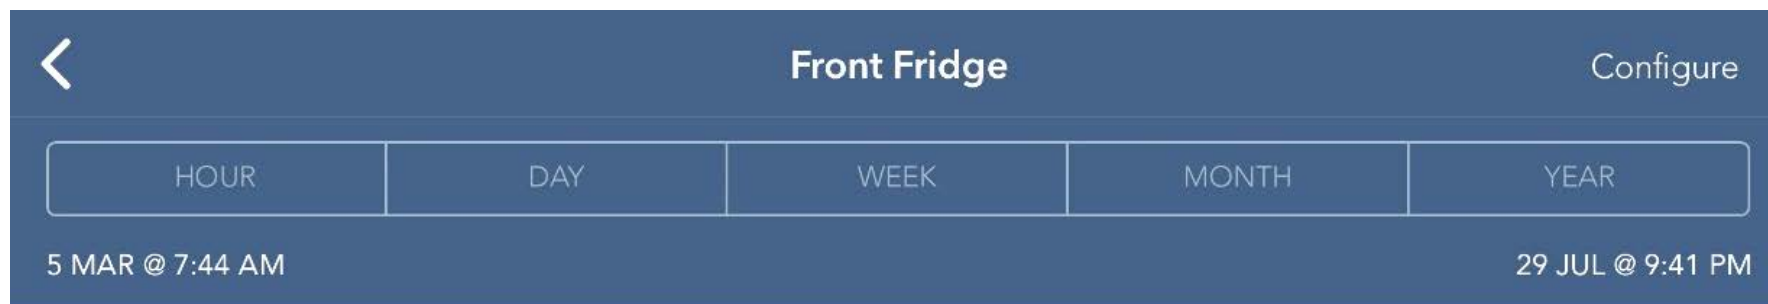 Front Fridge Configure
HOUR DAY WEEK MONTH YEAR
5 MAR @ 7:44 AM 29 JUL @ 9:41 PM